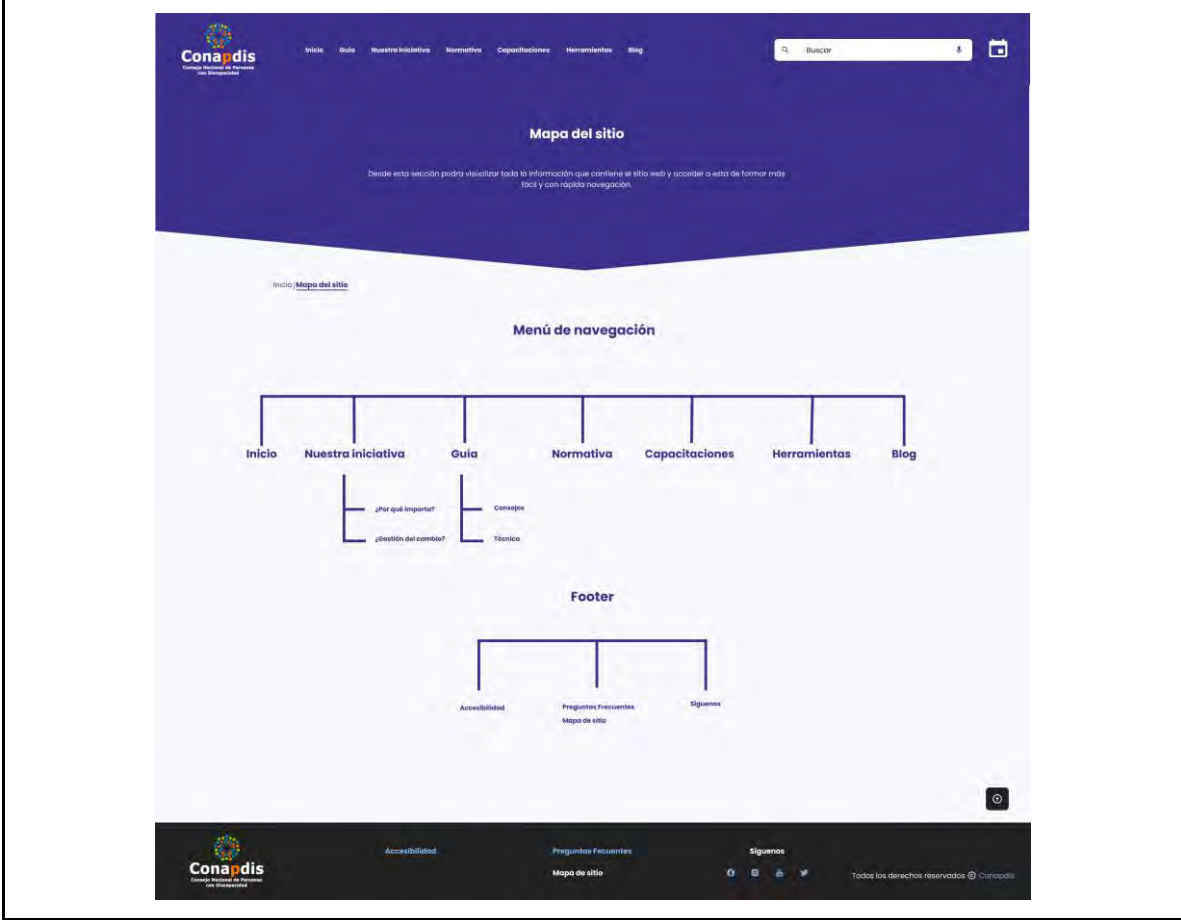 Conapdis
Consejo Nacional de Personas
con Discapacidad
Inicio Guía Nuestra iniciativa Normativa Capacitaciones Herramientas Blog
Buscar
Mapa del sitio
Desde esta sección podra visualizar toda la información que contiene el sitio web y acceder a esta de formar más
fácil y con rápida navegación.
Inicio / Mapa del sitio
Menú de navegación
Inicio Nuestra iniciativa Guía Normativa Capacitaciones Herramientas Blog
¿Por qué importa? Consejos
¿Gestión del cambio? Técnica
Footer
Accesibilidad Preguntas Frecuentes Síguenos
Mapa de sitio
Conapdis
Consejo Nacional de Personas
con Discapacidad
Accesibilidad Preguntas Fecuentes Síguenos
Mapa de sitio
Todos los derechos reservados © Conapdis